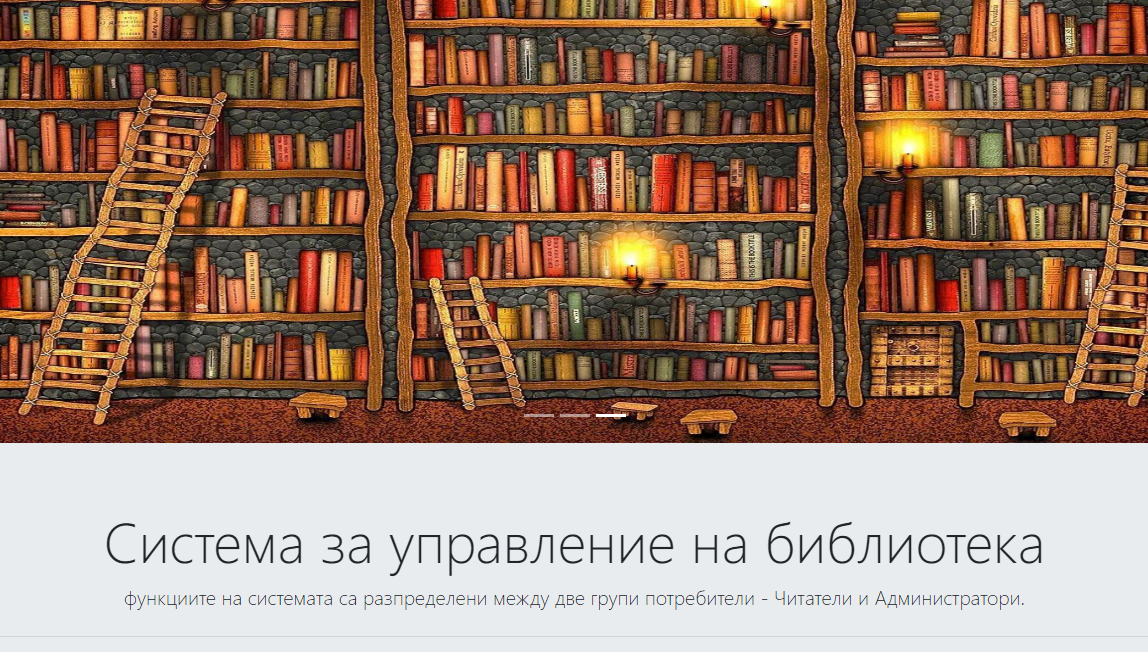 Система за управление на библиотека
функциите на системата са разпределени между две групи потребители - Читатели и Администратори.